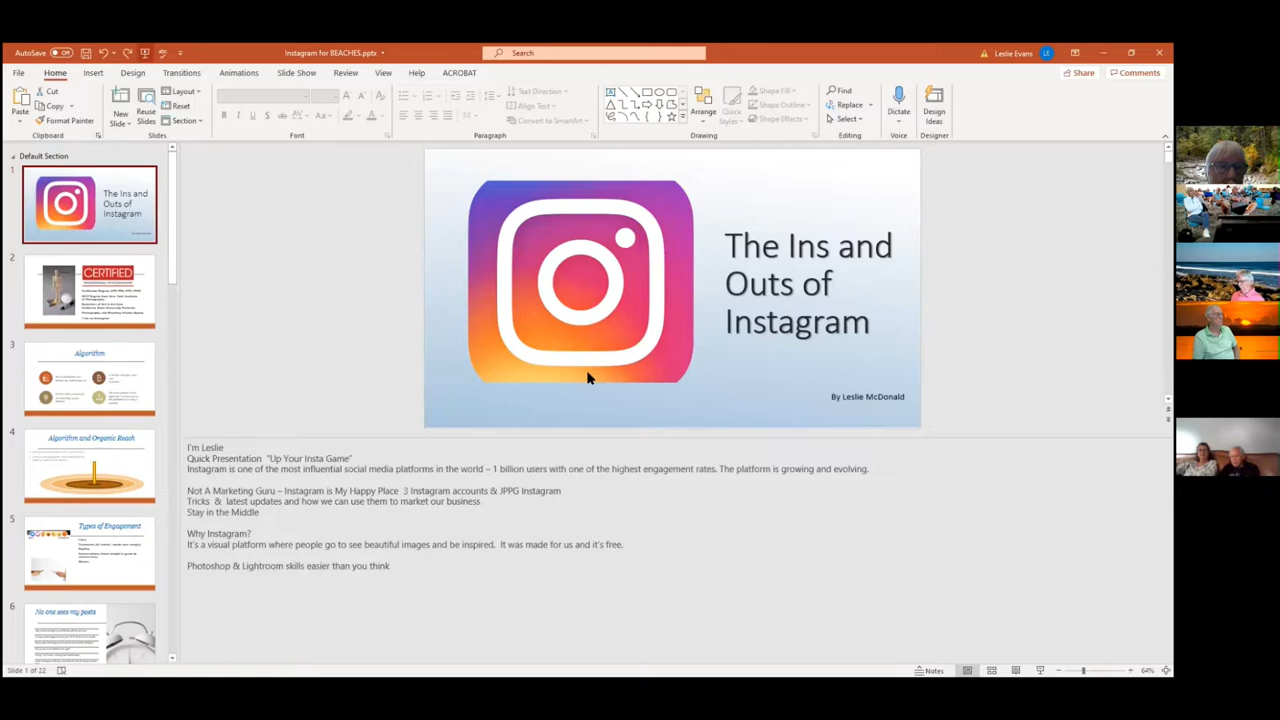 AutoSave Off
Instagram for BEACHES.pptx
Search
Leslie Evans
LE
File Home Insert Design Transitions Animations Slide Show Review View Help ACROBAT
Share Comments
Paste
Cut
Copy
Format Painter
Clipboard
New Slide
Reuse Slides
Layout
Reset
Section
Slides
Font
Text Direction
Align Text
Convert to SmartArt
Paragraph
Arrange
Quick Styles
Shape Fill
Shape Outline
Shape Effects
Drawing
Find
Replace
Select
Editing
Dictate
Voice
Design Ideas
Designer
Default Section
1
The Ins and
Outs of
Instagram
2
CERTIFIED
3
Algorithm
4
Algorithm and Organic Reach
5
Types of Engagement
6
No one sees my posts
The Ins and
Outs of
Instagram
By Leslie McDonald
I'm Leslie
Quick Presentation "Up Your Insta Game"
Instagram is one of the most influential social media platforms in the world – 1 billion users with one of the highest engagement rates. The platform is growing and evolving.
Not A Marketing Guru – Instagram is My Happy Place 3 Instagram accounts & JPPG Instagram
Tricks & latest updates and how we can use them to market our business
Stay in the Middle
Why Instagram?
It's a visual platform where people go to see beautiful images and be inspired. It was made for us and it's free.
Photoshop & Lightroom skills easier than you think
Slide 1 of 22
Notes
64%